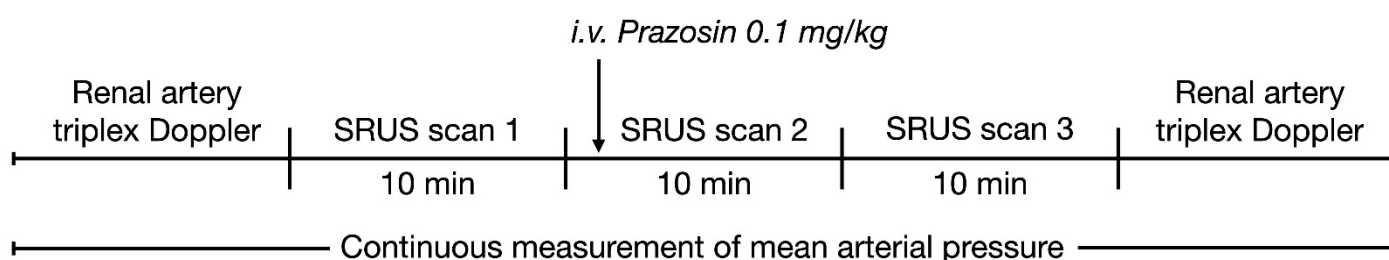 i.v. Prazosin 0.1 mg/kg
Renal artery
triplex Doppler
SRUS scan 1
SRUS scan 2
SRUS scan 3
Renal artery
triplex Doppler
10 min
10 min
10 min
Continuous measurement of mean arterial pressure